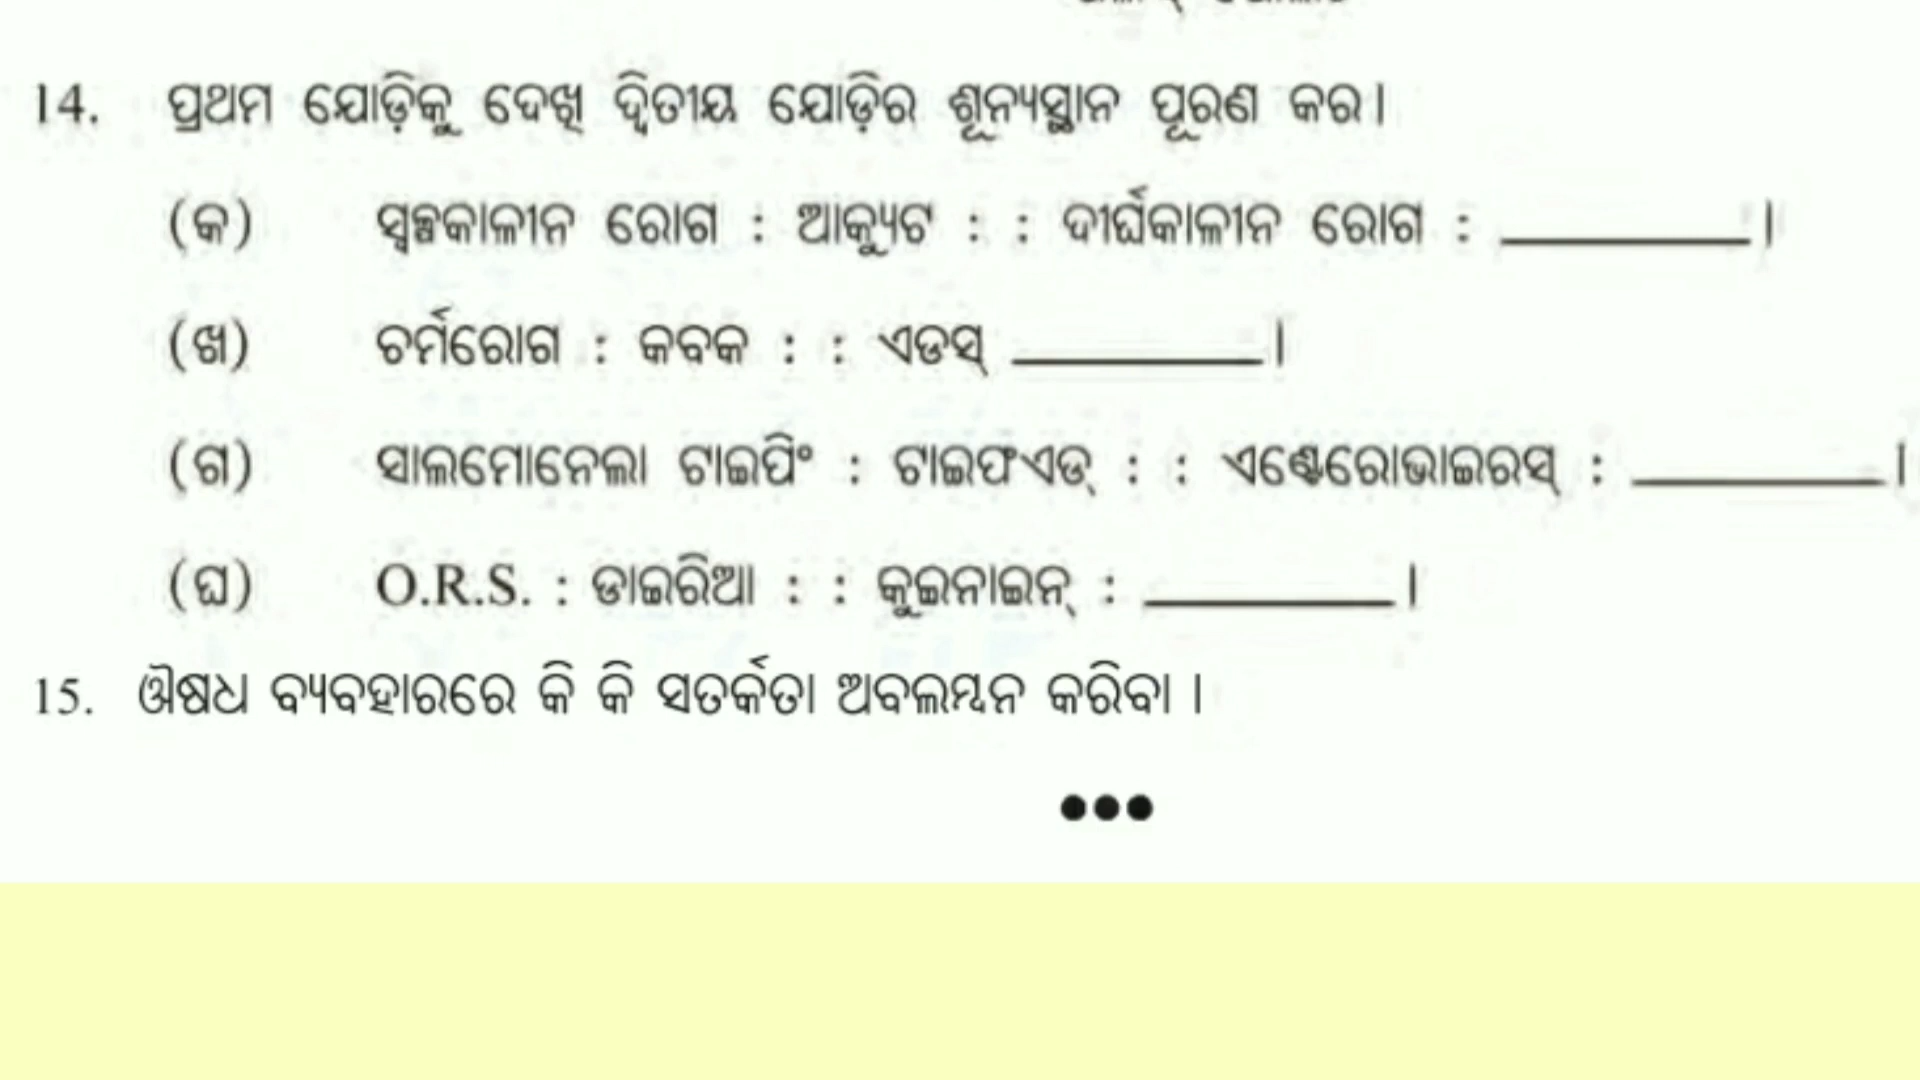 14. ପ୍ରଥମ ଯୋଡ଼ିକୁ ଦେଖି ଦ୍ୱିତୀୟ ଯୋଡ଼ିର ଶୂନ୍ୟସ୍ଥାନ ପୂରଣ କର।
(କ) ସ୍ୱଳ୍ପକାଳୀନ ରୋଗ : ଆକ୍ୟୁଟ : : ଦୀର୍ଘକାଳୀନ ରୋଗ : ________।
(ଖ) ଚର୍ମରୋଗ : କବକ : : ଏଡସ୍ ________।
(ଗ) ସାଲମୋନେଲା ଟାଇପିଂ : ଟାଇଫଏଡ୍ : : ଏଣ୍ଟେରୋଭାଇରସ୍ : ________।
(ଘ) O.R.S. : ଡାଇରିଆ : : କୁଇନାଇନ୍ : ________।
15. ଔଷଧ ବ୍ୟବହାରରେ କି କି ସତର୍କତା ଅବଲମ୍ବନ କରିବା ।